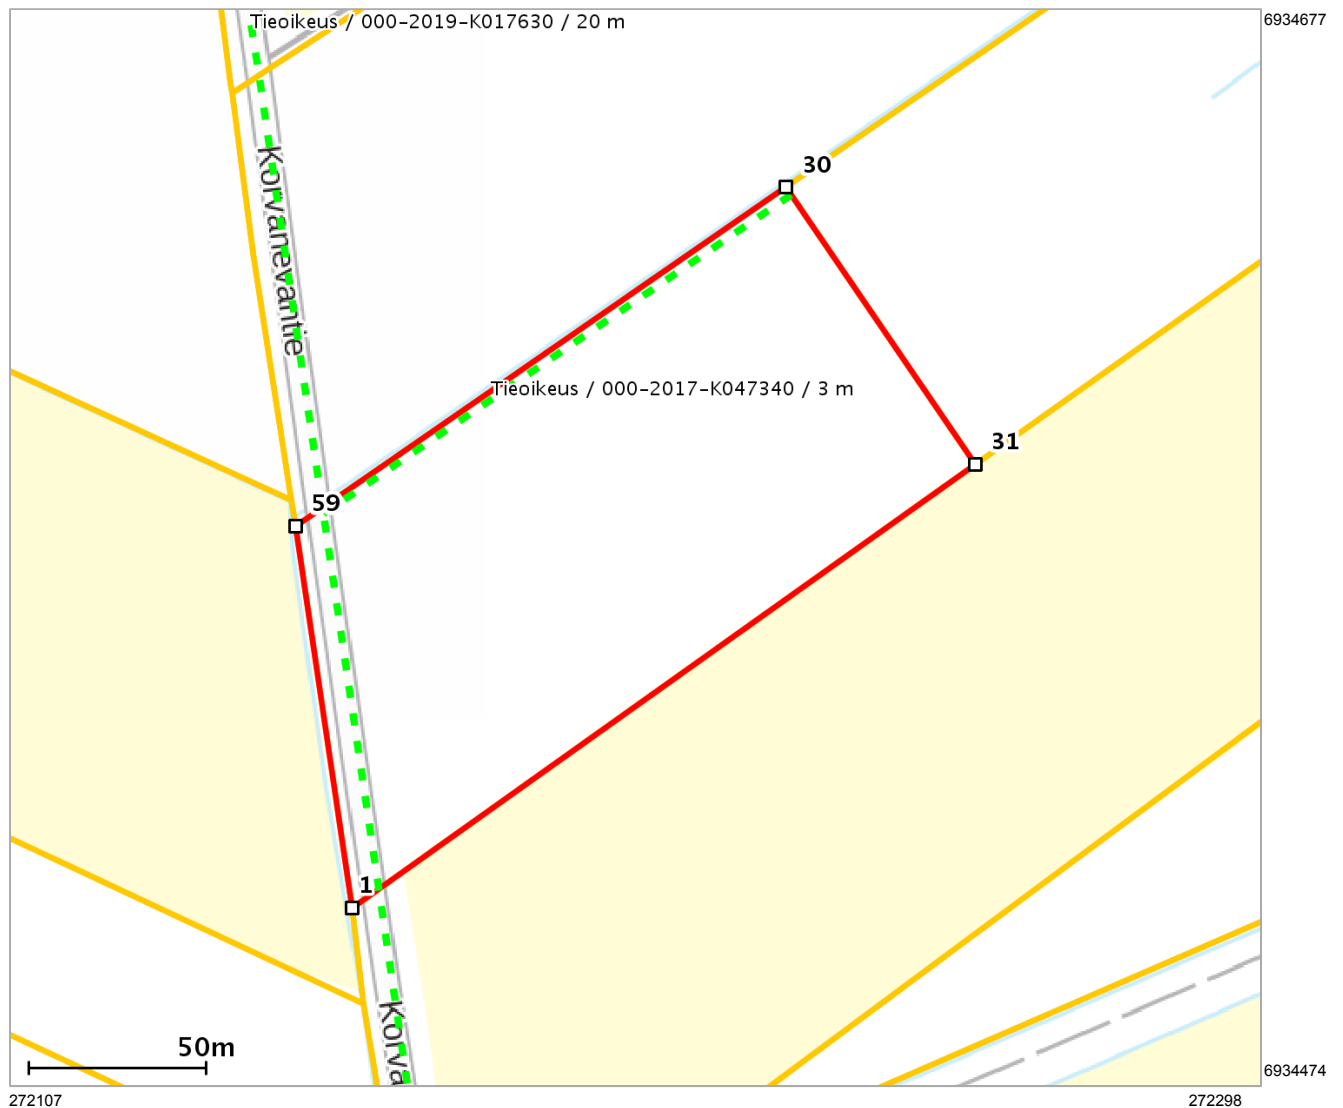 Tieoikeus / 000-2019-K017630 / 20 m
6934677
Korvanevantie
30
Tieoikeus / 000-2017-K047340 / 3 m
31
59
1
Korva
50m
6934474
272107
272298